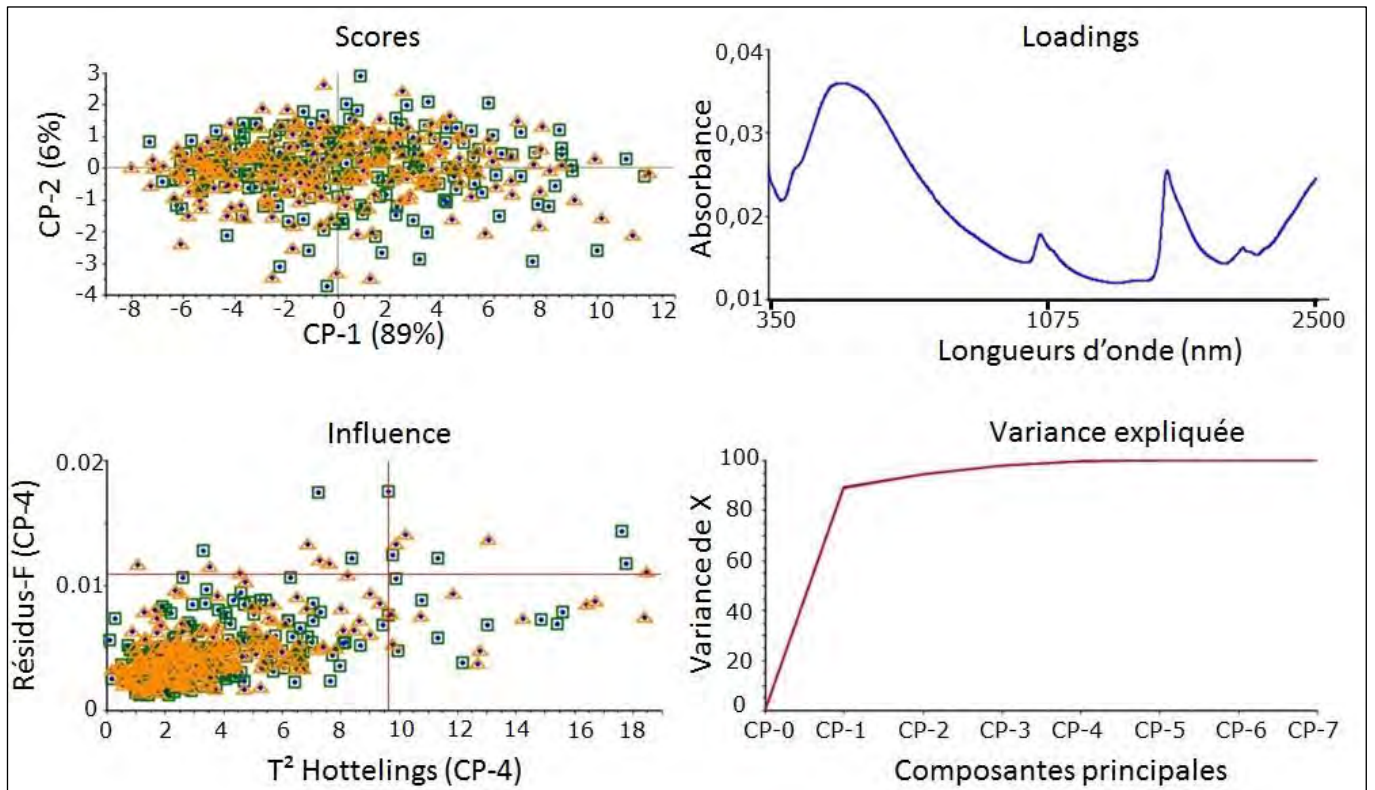 Scores
3
2
1
0
-1
-2
-3
-4
CP-2 (6%)
-8 -6 -4 -2 0 2 4 6 8 10 12
CP-1 (89%)
Loadings
0,04
0,03
0,02
0,01
Absorbance
350 1075 2500
Longueurs d’onde (nm)
Influence
0.02
0.01
0
Résidus-F (CP-4)
0 2 4 6 8 10 12 14 16 18
T² Hottelings (CP-4)
Variance expliquée
100
80
60
40
20
0
Variance de X
CP-0 CP-1 CP-2 CP-3 CP-4 CP-5 CP-6 CP-7
Composantes principales